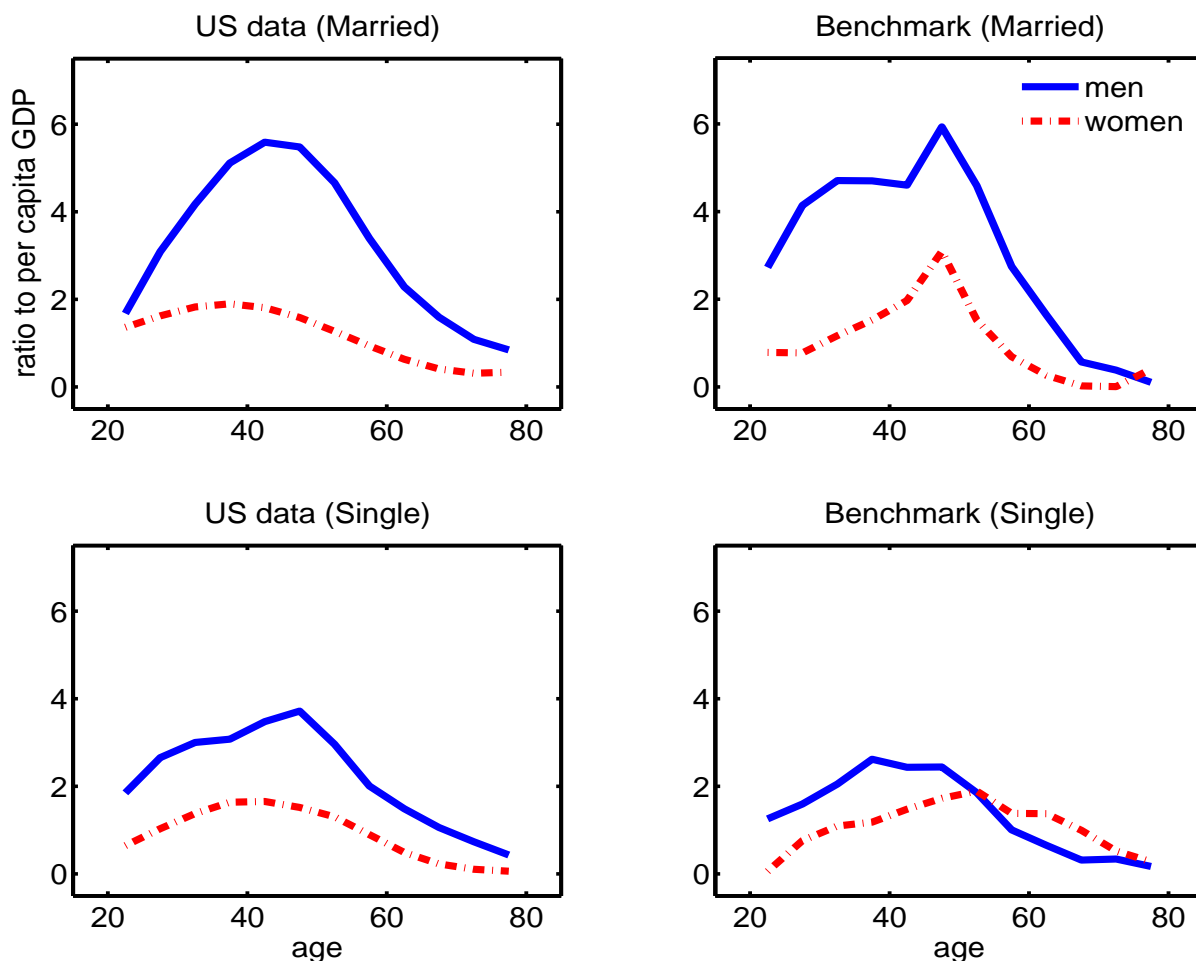 US data (Married)
ratio to per capita GDP
6
4
2
0
20 40 60 80
Benchmark (Married)
men
women
6
4
2
0
20 40 60 80
US data (Single)
6
4
2
0
20 40 60 80
age
Benchmark (Single)
6
4
2
0
20 40 60 80
age